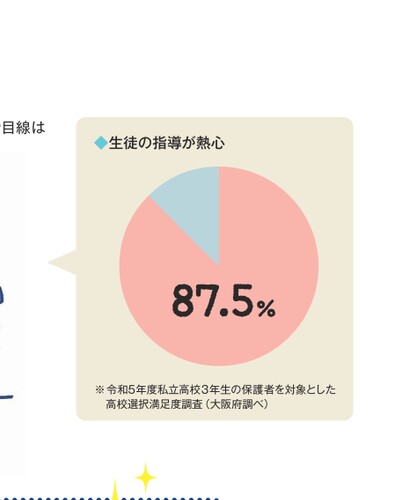 目線は
◆生徒の指導が熱心
87.5%
※令和5年度私立高校3年生の保護者を対象とした
高校選択満足度調査（大阪府調べ）